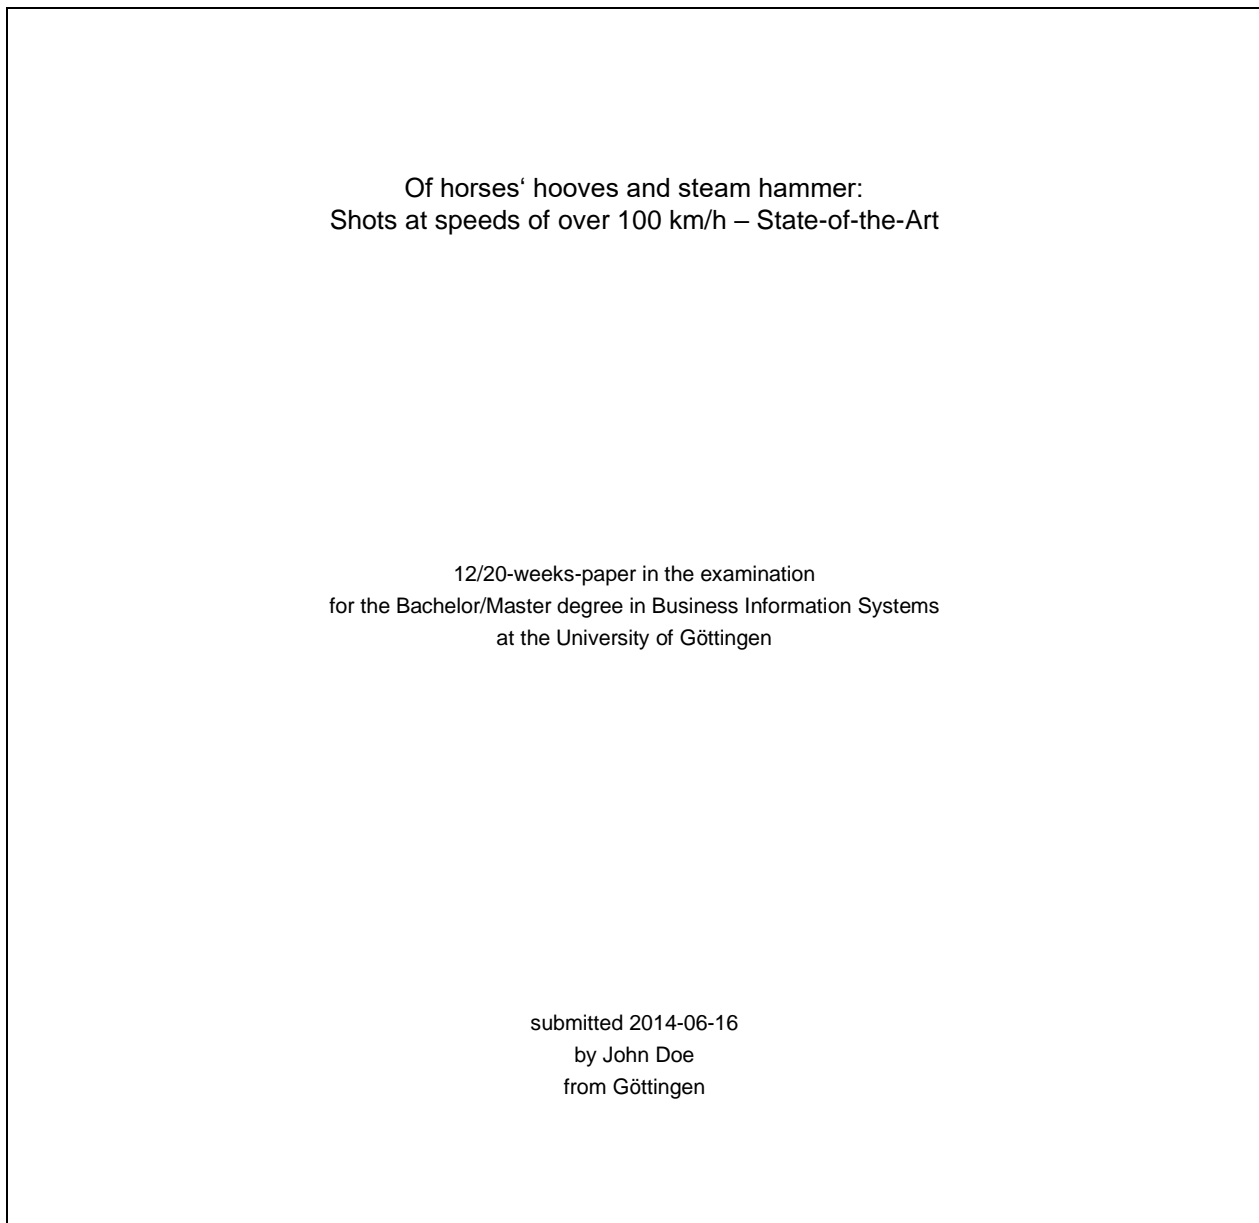 Of horses‘ hooves and steam hammer:
Shots at speeds of over 100 km/h – State-of-the-Art
12/20-weeks-paper in the examination
for the Bachelor/Master degree in Business Information Systems
at the University of Göttingen
submitted 2014-06-16
by John Doe
from Göttingen